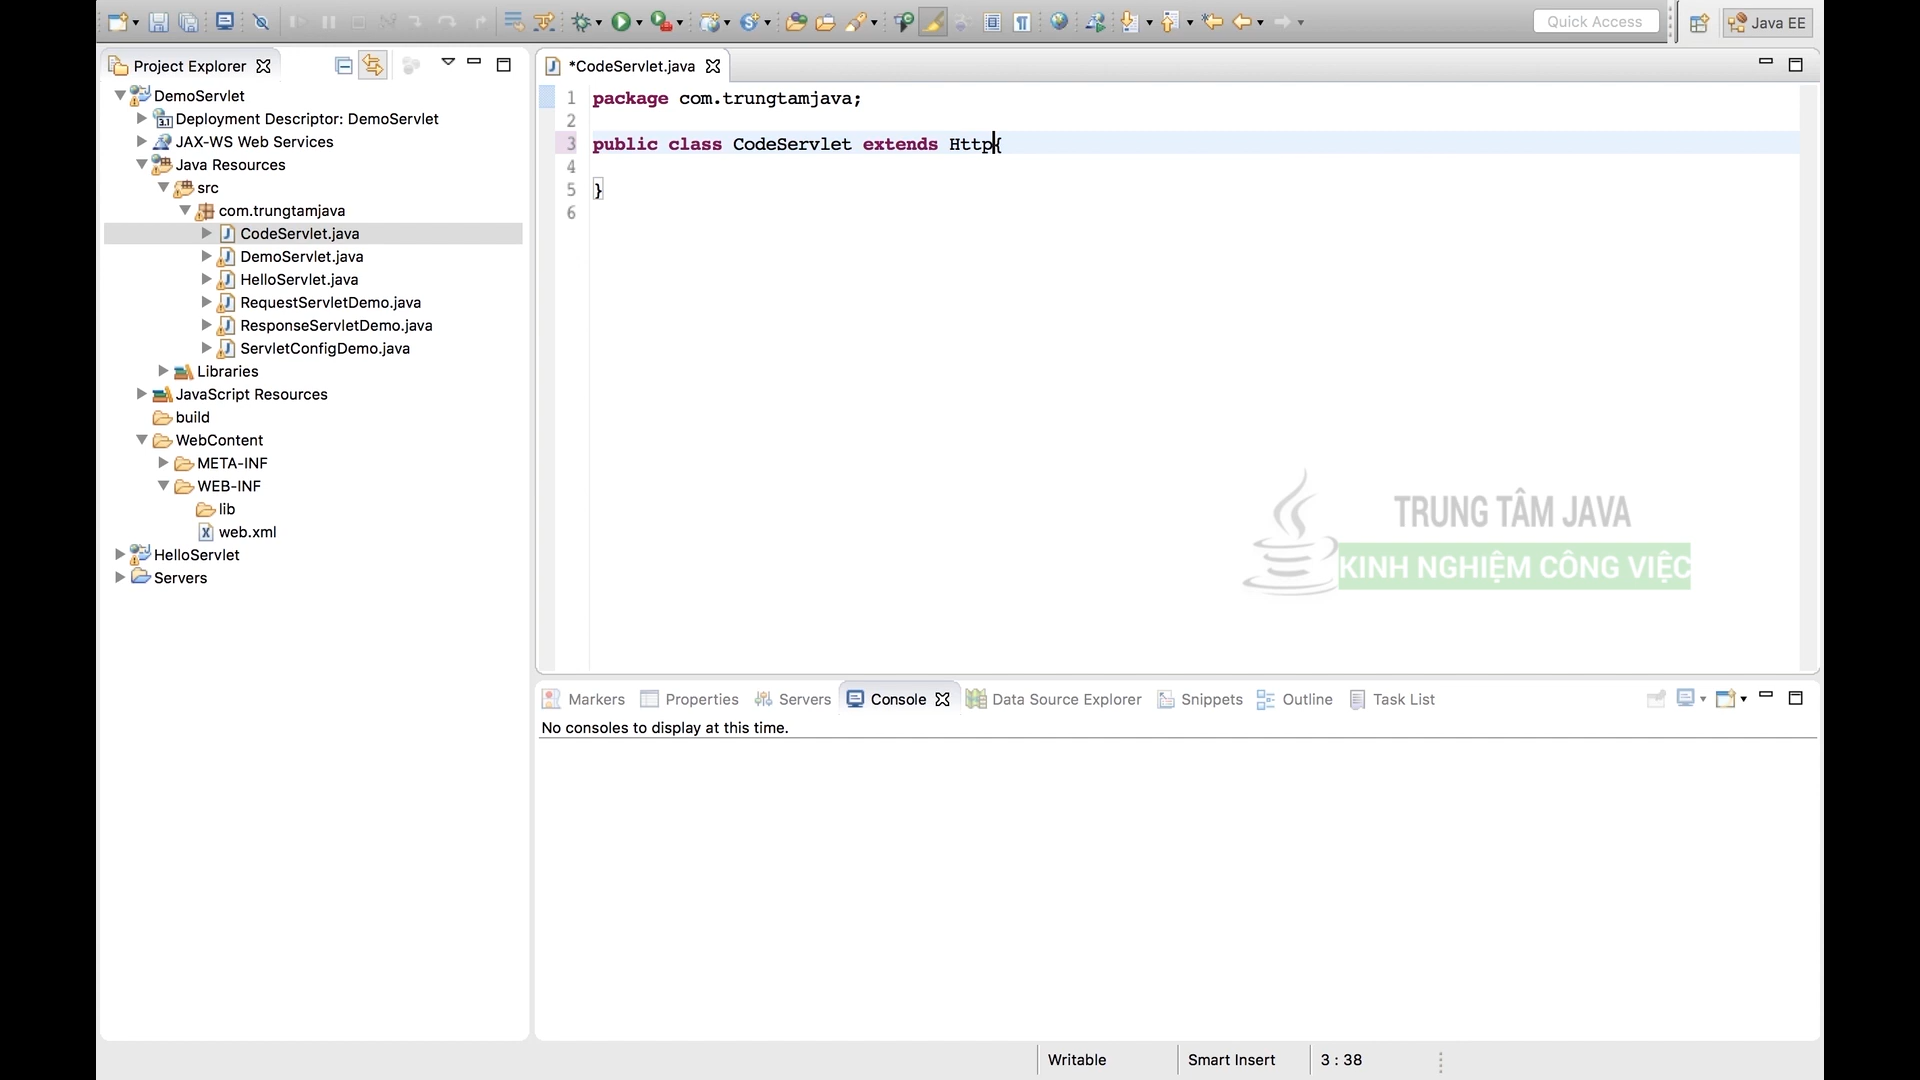 Quick Access
Java EE
Project Explorer
DemoServlet
Deployment Descriptor: DemoServlet
JAX-WS Web Services
Java Resources
src
com.trungtamjava
CodeServlet.java
DemoServlet.java
HelloServlet.java
RequestServletDemo.java
ResponseServletDemo.java
ServletConfigDemo.java
Libraries
JavaScript Resources
build
WebContent
META-INF
WEB-INF
lib
web.xml
HelloServlet
Servers
*CodeServlet.java
1 package com.trungtamjava;
2
3 public class CodeServlet extends Http{
4
5 }
6
TRUNG TÂM JAVA
KINH NGHIỆM CÔNG VIỆC
Markers Properties Servers Console Data Source Explorer Snippets Outline Task List
No consoles to display at this time.
Writable Smart Insert 3 : 38